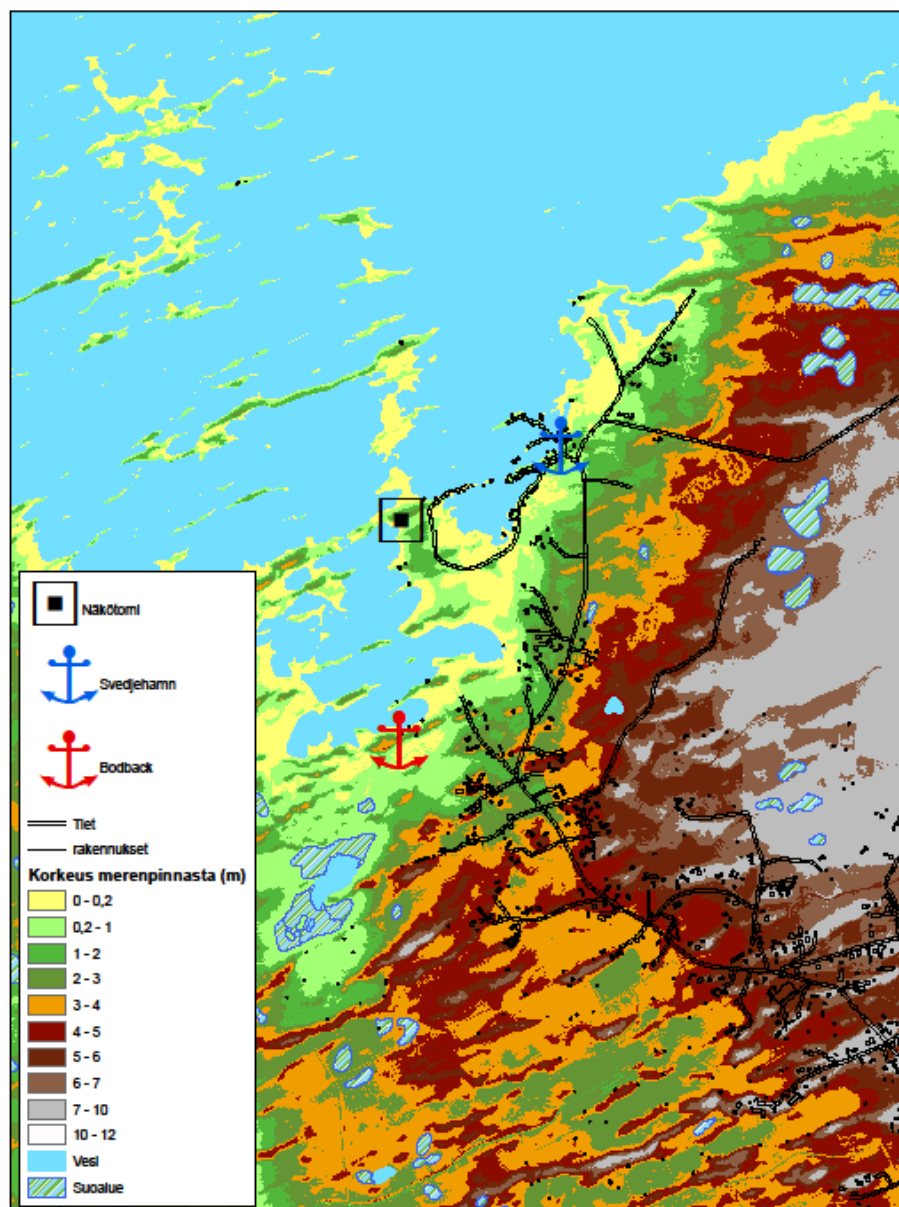 Näkötorni
Svedjehamn
Bodback
Tiet
rakennukset
Korkeus merenpinnasta (m)
0 - 0,2
0,2 - 1
1 - 2
2 - 3
3 - 4
4 - 5
5 - 6
6 - 7
7 - 10
10 - 12
Vesi
Suoalue